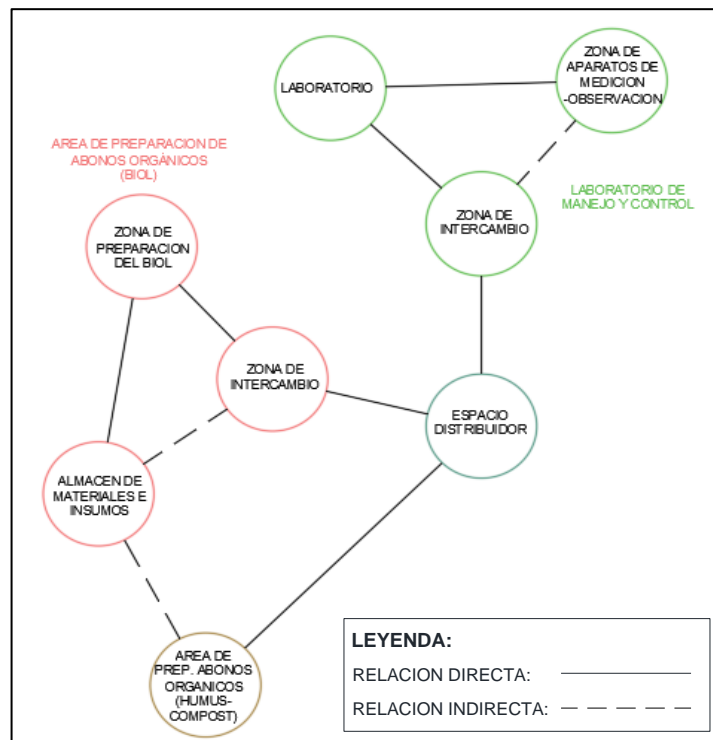 LABORATORIO
ZONA DE
APARATOS DE
MEDICION
-OBSERVACION
AREA DE PREPARACION DE
ABONOS ORGÁNICOS
(BIOL)
LABORATORIO DE
MANEJO Y CONTROL
ZONA DE
INTERCAMBIO
ZONA DE
PREPARACION
DEL BIOL
ZONA DE
INTERCAMBIO
ESPACIO
DISTRIBUIDOR
ALMACEN DE
MATERIALES E
INSUMOS
AREA DE
PREP. ABONOS
ORGANICOS
(HUMUS-
COMPOST)
LEYENDA:
RELACION DIRECTA:
RELACION INDIRECTA: